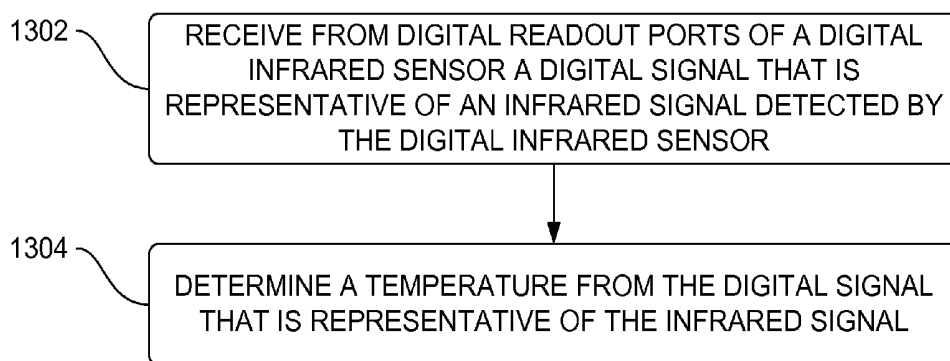 1302
RECEIVE FROM DIGITAL READOUT PORTS OF A DIGITAL
INFRARED SENSOR A DIGITAL SIGNAL THAT IS
REPRESENTATIVE OF AN INFRARED SIGNAL DETECTED BY
THE DIGITAL INFRARED SENSOR
1304
DETERMINE A TEMPERATURE FROM THE DIGITAL SIGNAL
THAT IS REPRESENTATIVE OF THE INFRARED SIGNAL